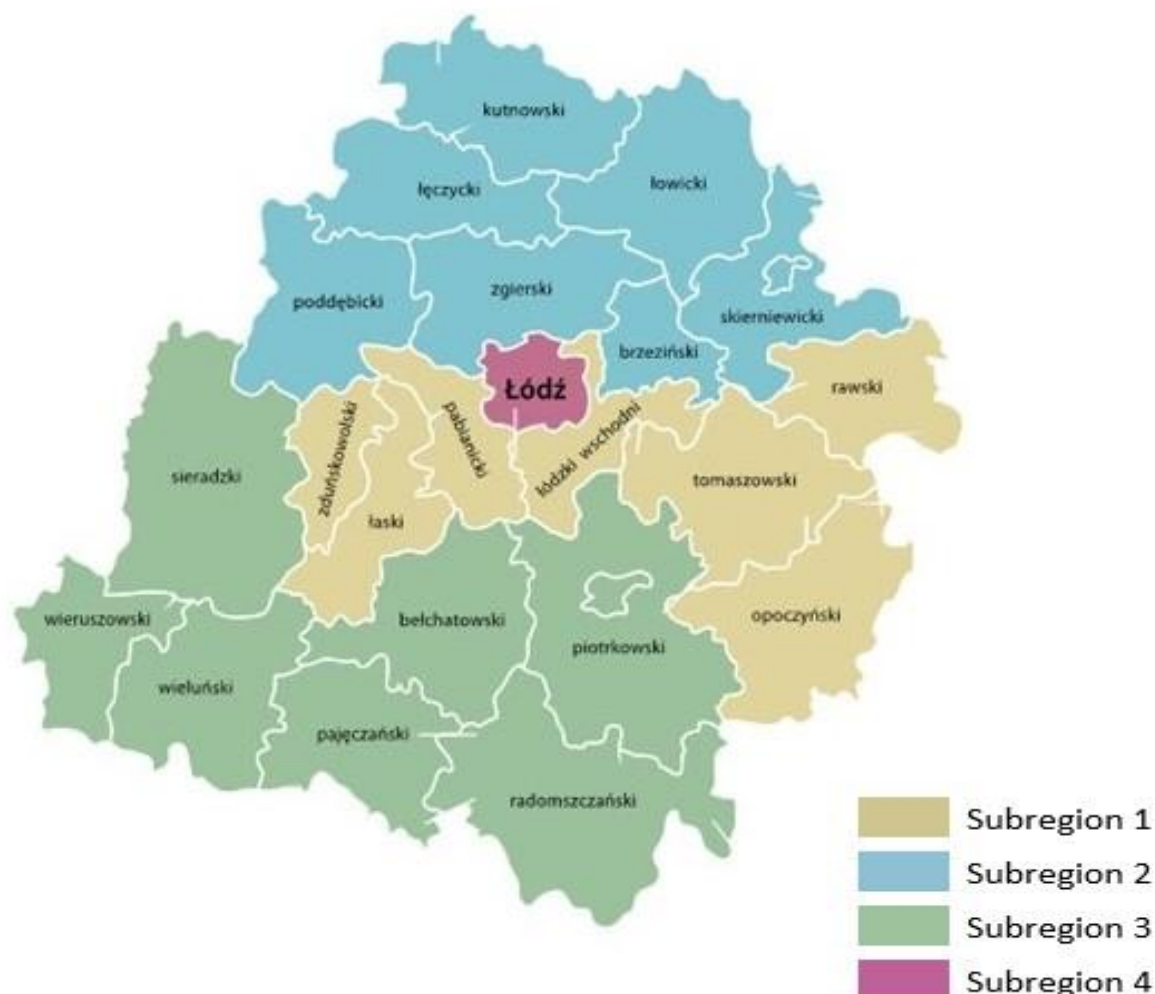 kutnowski
łęczycki
łowicki
poddębicki
zgierski
skierniewicki
brzeziński
Łódź
rawski
sieradzki
zduńskowolski
łaski
pabianicki
łódzki wschodni
tomaszowski
wieruszowski
bełchatowski
opoczyński
piotrkowski
wieluński
pajęczański
radomszczański
Subregion 1
Subregion 2
Subregion 3
Subregion 4